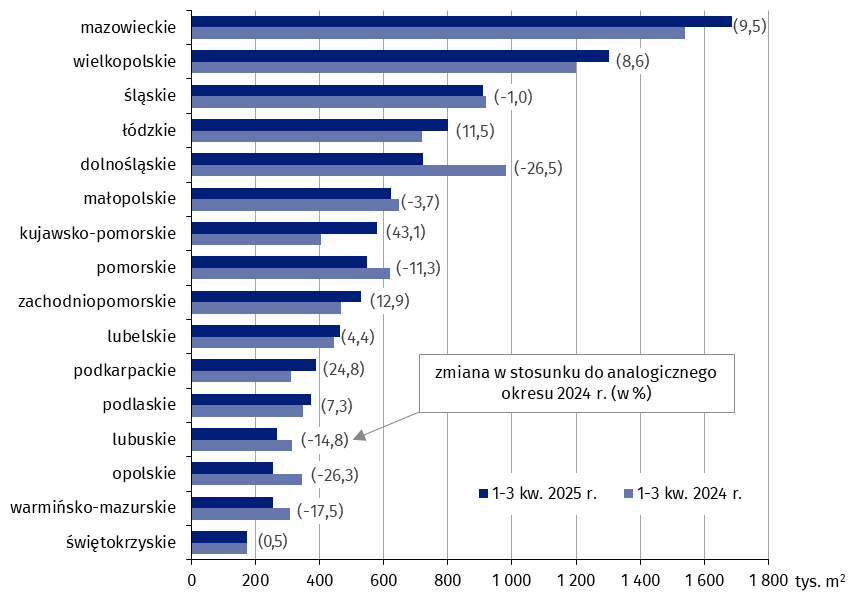 mazowieckie (9,5)
wielkopolskie (8,6)
śląskie (-1,0)
łódzkie (11,5)
dolnośląskie (-26,5)
małopolskie (-3,7)
kujawsko-pomorskie (43,1)
pomorskie (-11,3)
zachodniopomorskie (12,9)
lubelskie (4,4)
podkarpackie (24,8)
zmiana w stosunku do analogicznego
okresu 2024 r. (w %)
podlaskie (7,3)
lubuskie (-14,8)
opolskie (-26,3)
1-3 kw. 2025 r. 1-3 kw. 2024 r.
warmińsko-mazurskie (-17,5)
świętokrzyskie (0,5)
0 200 400 600 800 1 000 1 200 1 400 1 600 1 800 tys. m²